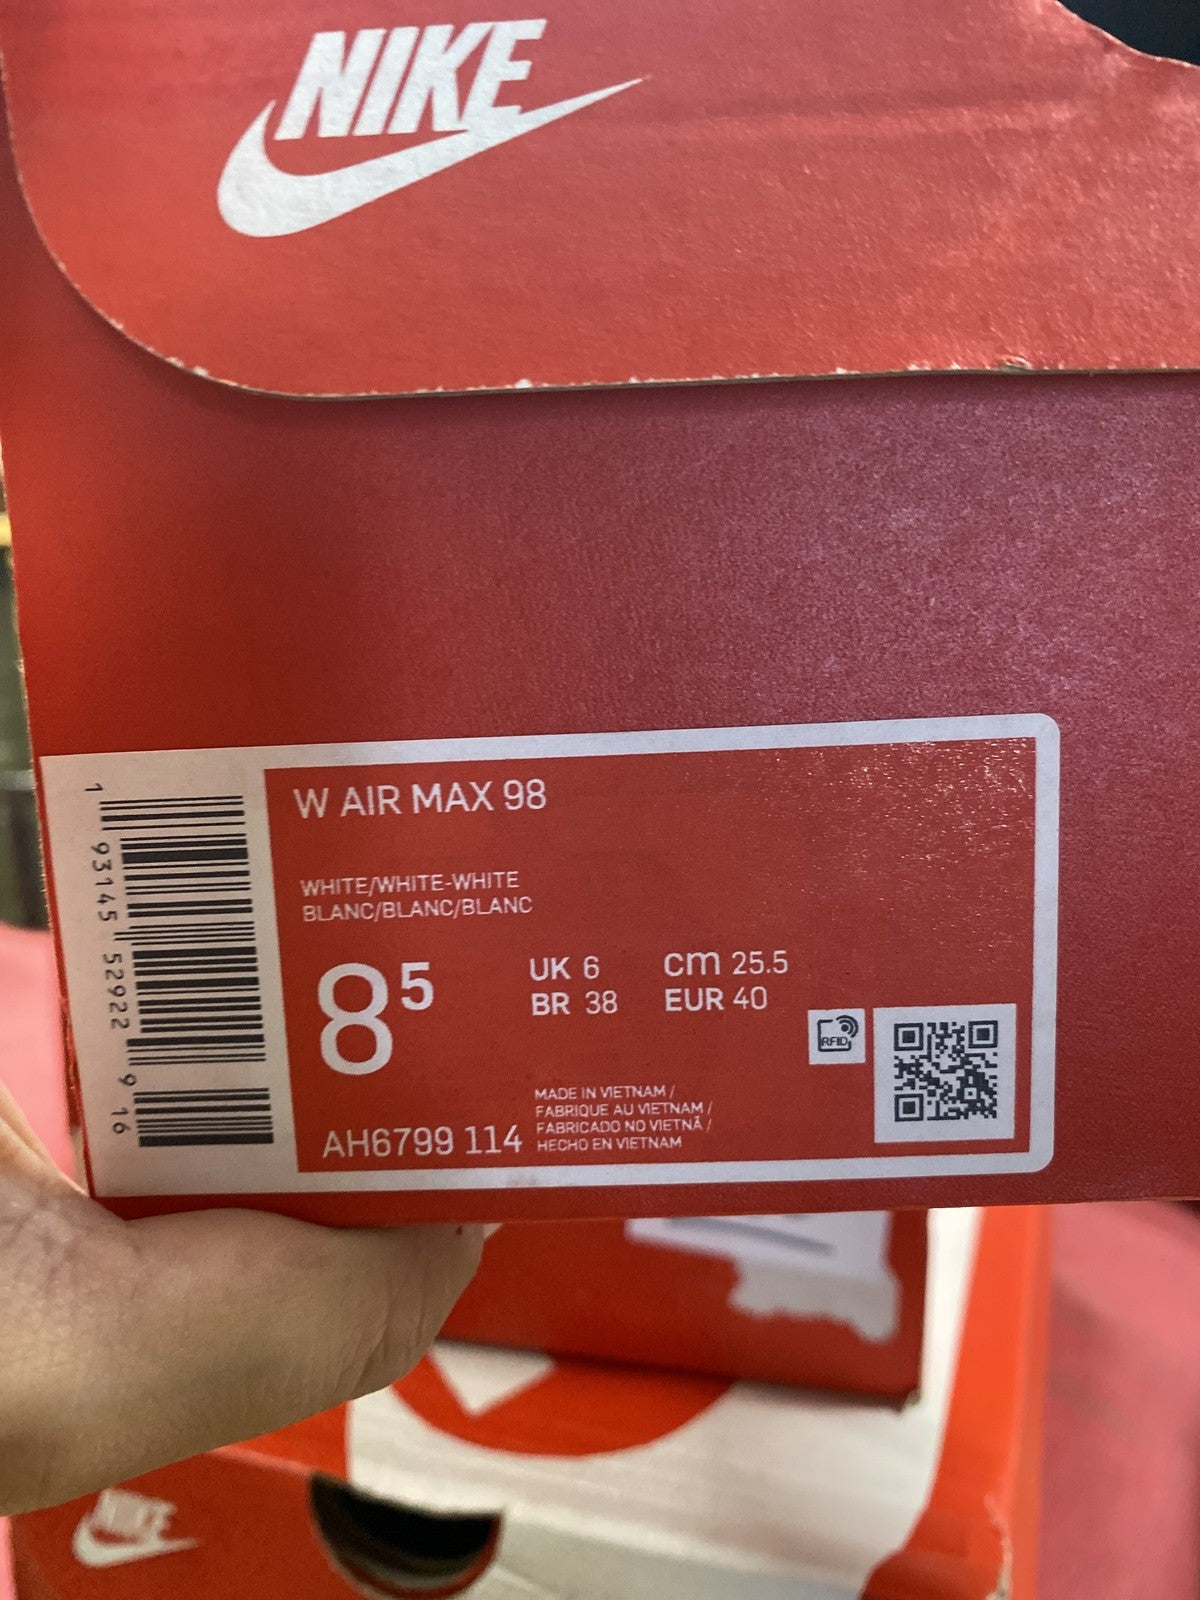 NIKE
W AIR MAX 98
WHITE/WHITE-WHITE
BLANC/BLANC/BLANC
8⁵
UK 6
cm 25.5
BR 38
EUR 40
RFID
MADE IN VIETNAM /
FABRIQUE AU VIETNAM /
FABRICADO NO VIETNÃ /
HECHO EN VIETNAM
AH6799 114
1 93145 52922 9 16
NIKE